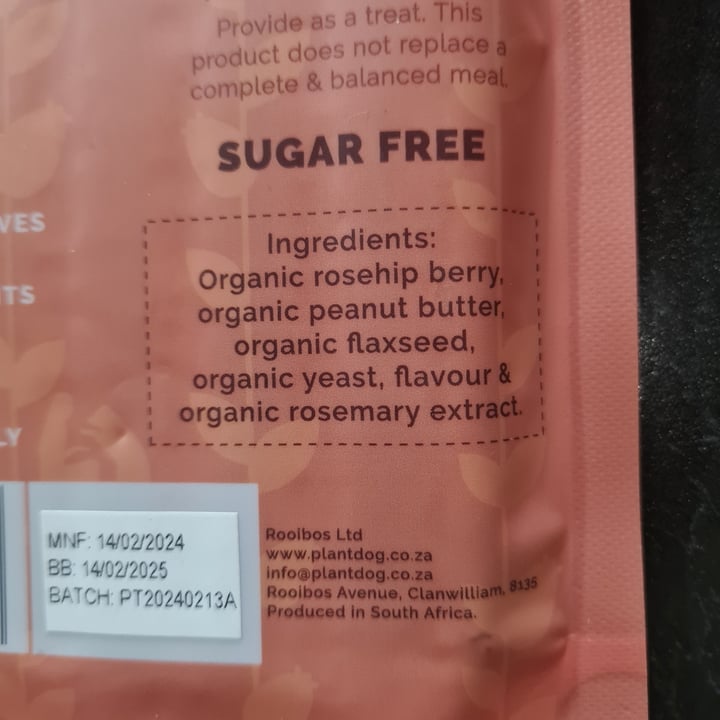 Provide as a treat. This
product does not replace a
complete & balanced meal.
SUGAR FREE
Ingredients:
Organic rosehip berry,
organic peanut butter,
organic flaxseed,
organic yeast, flavour &
organic rosemary extract.
VES
TS
LY
MNF: 14/02/2024
BB: 14/02/2025
BATCH: PT20240213A
Rooibos Ltd
www.plantdog.co.za
info@plantdog.co.za
Rooibos Avenue, Clanwilliam, 8135
Produced in South Africa.